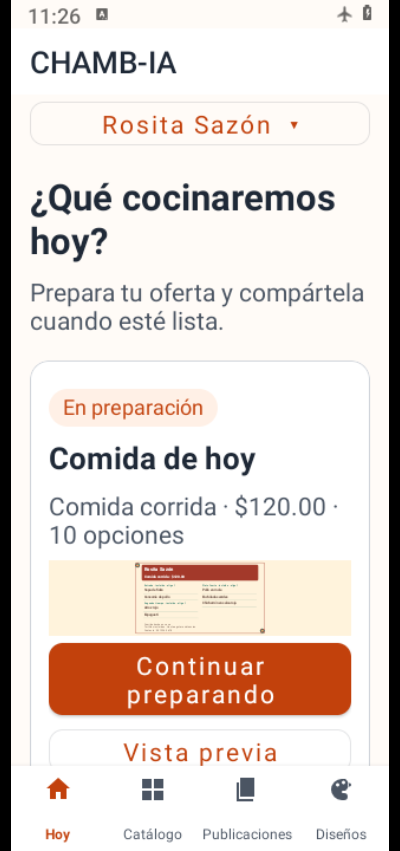 11:26
CHAMB-IA
Rosita Sazón ▾
¿Qué cocinaremos
hoy?
Prepara tu oferta y compártela
cuando esté lista.
En preparación
Comida de hoy
Comida corrida · $120.00 ·
10 opciones
Rosita Sazón
Continuar
preparando
Vista previa
Hoy
Catálogo
Publicaciones
Diseños